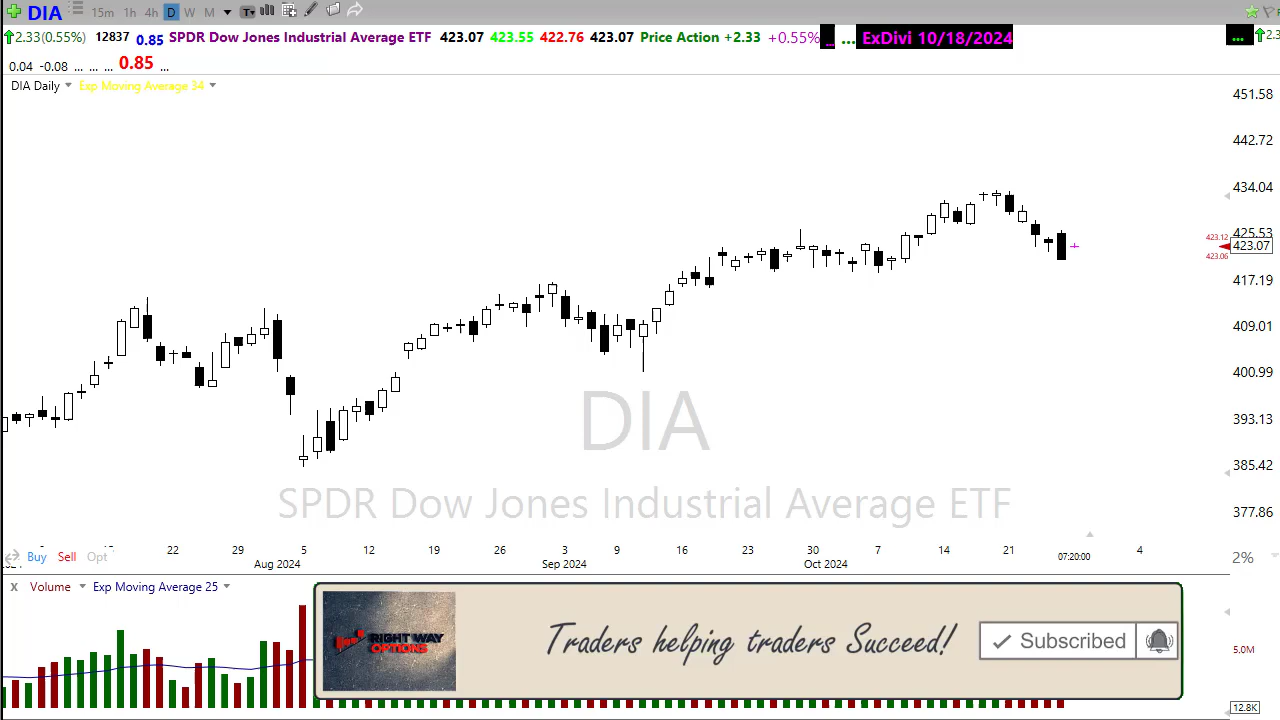 DIA 15m 1h 4h D W M T
2.33(0.55%) 12837 0.85 SPDR Dow Jones Industrial Average ETF 423.07 423.55 422.76 423.07 Price Action +2.33 +0.55% ... ... ExDivi 10/18/2024 ... 2.3
0.04 -0.08 ... ... ... 0.85 ...
DIA Daily Exp Moving Average 34
451.58
442.72
434.04
425.53
423.12
423.07
423.06
417.19
409.01
400.99
393.13
385.42
377.86
DIA
SPDR Dow Jones Industrial Average ETF
22 29 5 12 19 26 3 9 16 23 30 7 14 21 07:20:00 4
Buy Sell Opt
Aug 2024 Sep 2024 Oct 2024
2%
X Volume Exp Moving Average 25
RIGHT WAY
OPTIONS
Traders helping traders Succeed!
Subscribed
5.0M
12.8K